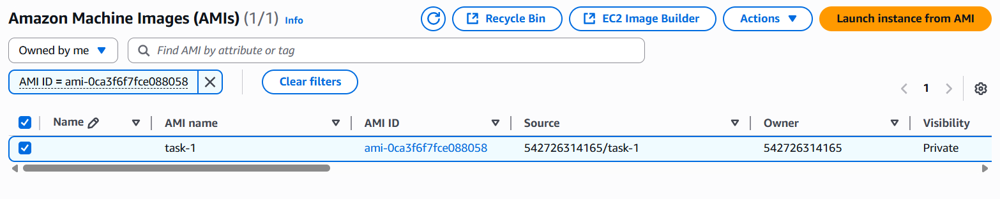 Amazon Machine Images (AMIs) (1/1) Info
Recycle Bin
EC2 Image Builder
Actions
Launch instance from AMI
Owned by me
Find AMI by attribute or tag
AMI ID = ami-0ca3f6f7fce088058
Clear filters
1
Name AMI name AMI ID Source Owner Visibility
task-1 ami-0ca3f6f7fce088058 542726314165/task-1 542726314165 Private